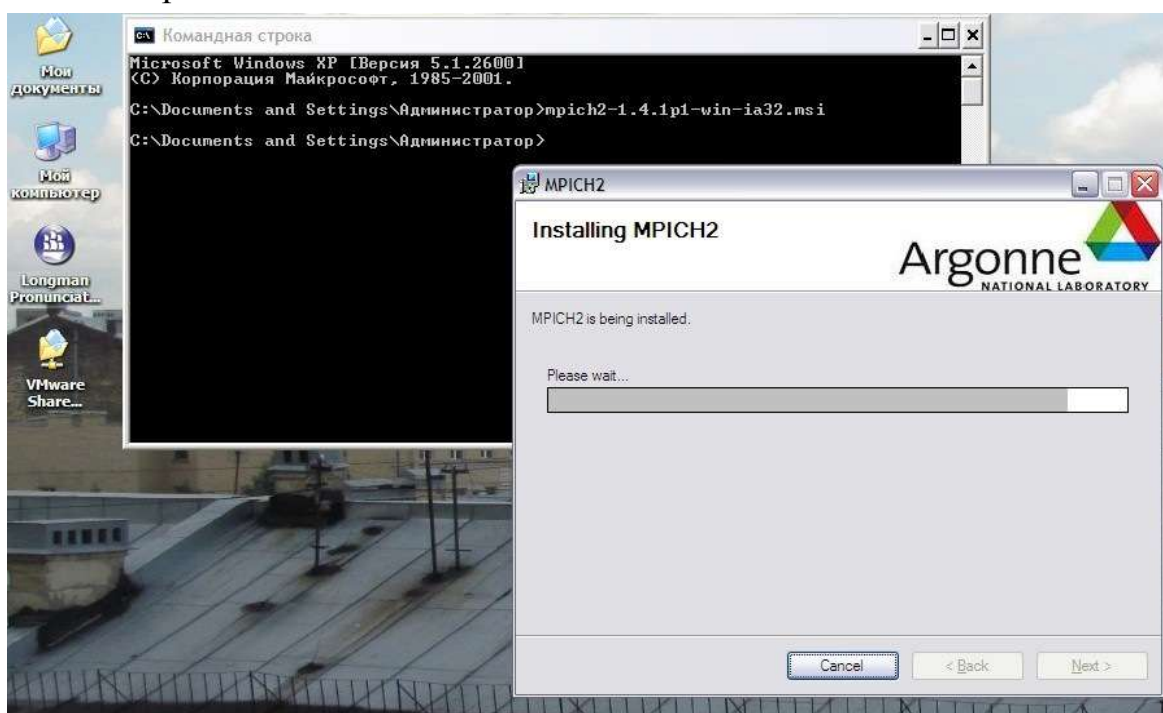 Мои
документы
Мой
компьютер
Longman
Pronunciat...
VMware
Share...
Командная строка
Microsoft Windows XP [Версия 5.1.2600]
(С) Корпорация Майкрософт, 1985-2001.
C:\Documents and Settings\Администратор>mpich2-1.4.1p1-win-ia32.msi
C:\Documents and Settings\Администратор>
MPICH2
Installing MPICH2
Argonne
NATIONAL LABORATORY
MPICH2 is being installed.
Please wait...
Cancel
< Back
Next >